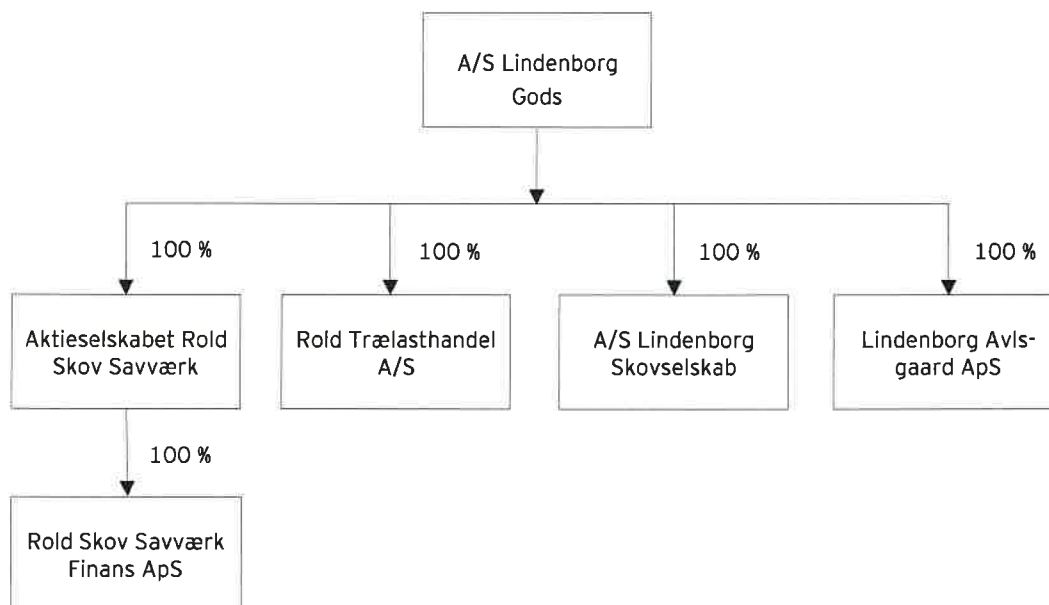 A/S Lindenborg
Gods
100 %
100 %
100 %
100 %
Aktieselskabet Rold
Skov Savværk
Rold Trælasthandel
A/S
A/S Lindenborg
Skovselskab
Lindenborg Avls-
gaard ApS
100 %
Rold Skov Savværk
Finans ApS